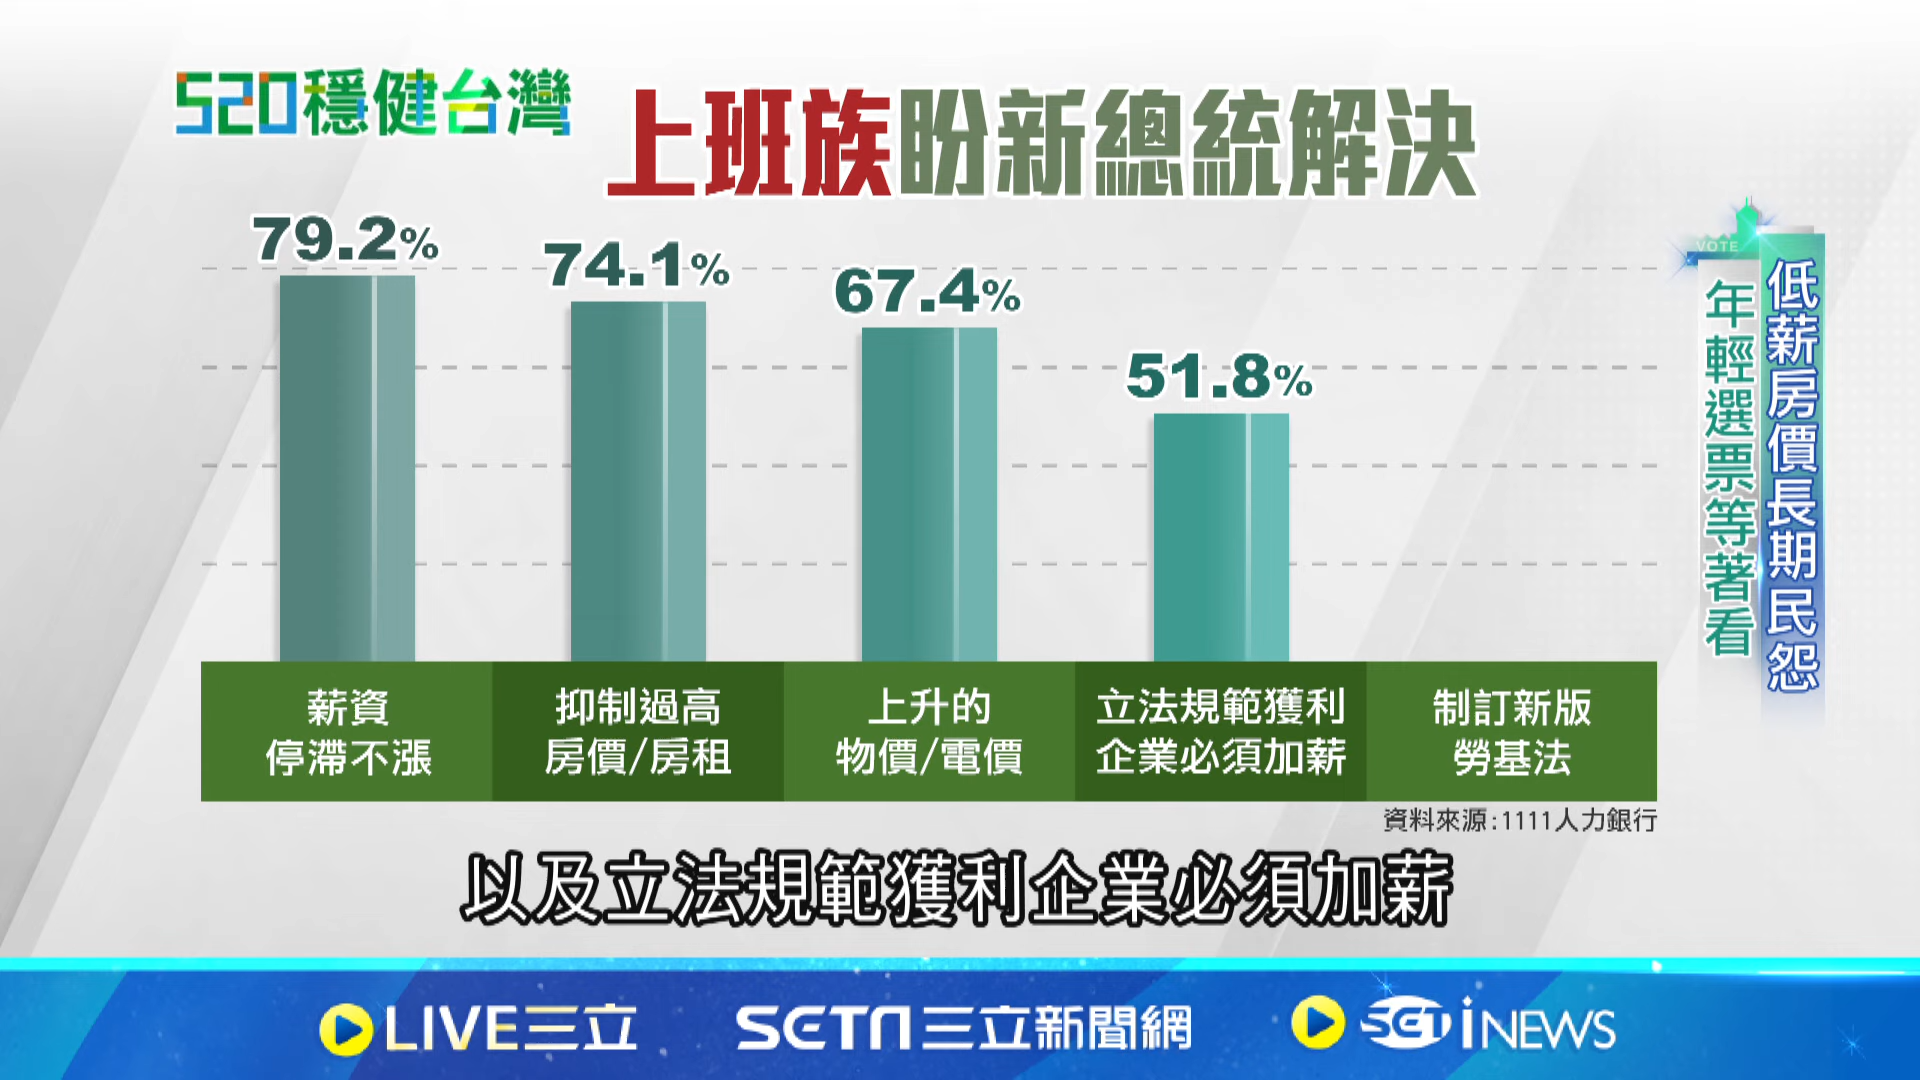 520穩健台灣
上班族盼新總統解決
79.2%
74.1%
67.4%
51.8%
薪資
停滯不漲
抑制過高
房價/房租
上升的
物價/電價
立法規範獲利
企業必須加薪
制訂新版
勞基法
資料來源:1111人力銀行
VOTE
低薪房價長期民怨
年輕選票等著看
以及立法規範獲利企業必須加薪
LIVE三立
SETN三立新聞網
SET iNEWS